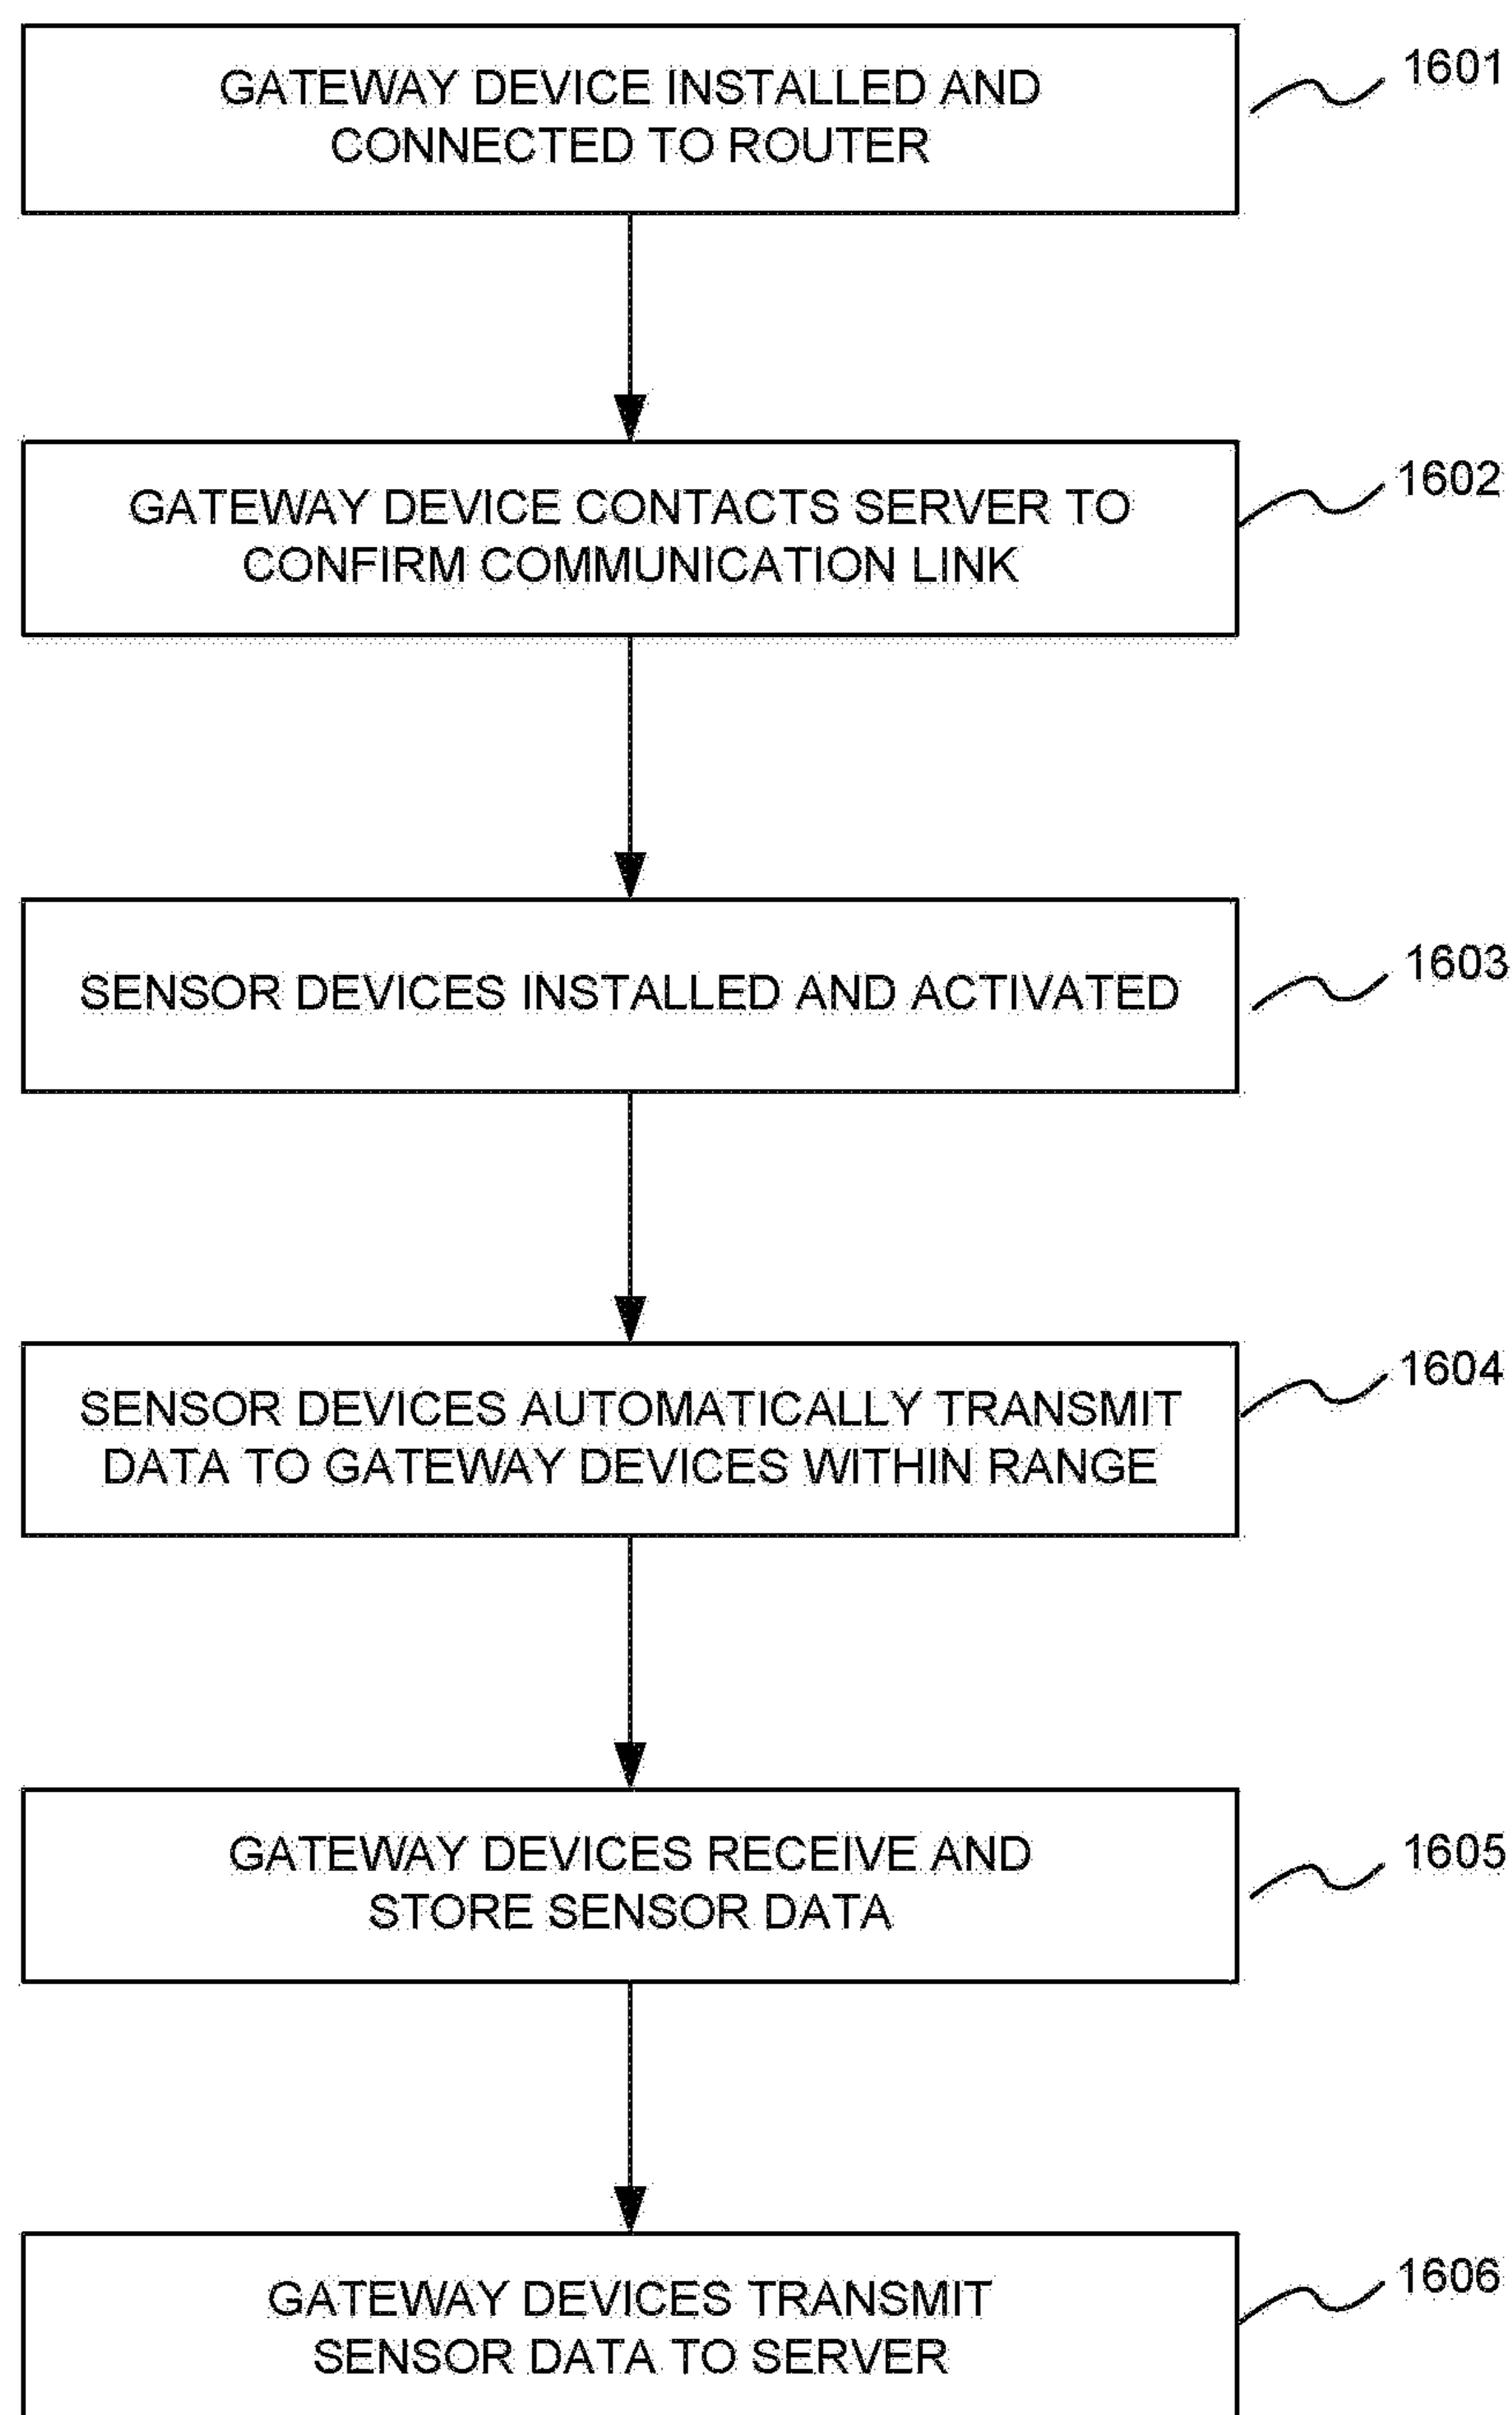 GATEWAY DEVICE INSTALLED AND
CONNECTED TO ROUTER
1601
GATEWAY DEVICE CONTACTS SERVER TO
CONFIRM COMMUNICATION LINK
1602
SENSOR DEVICES INSTALLED AND ACTIVATED
1603
SENSOR DEVICES AUTOMATICALLY TRANSMIT
DATA TO GATEWAY DEVICES WITHIN RANGE
1604
GATEWAY DEVICES RECEIVE AND
STORE SENSOR DATA
1605
GATEWAY DEVICES TRANSMIT
SENSOR DATA TO SERVER
1606